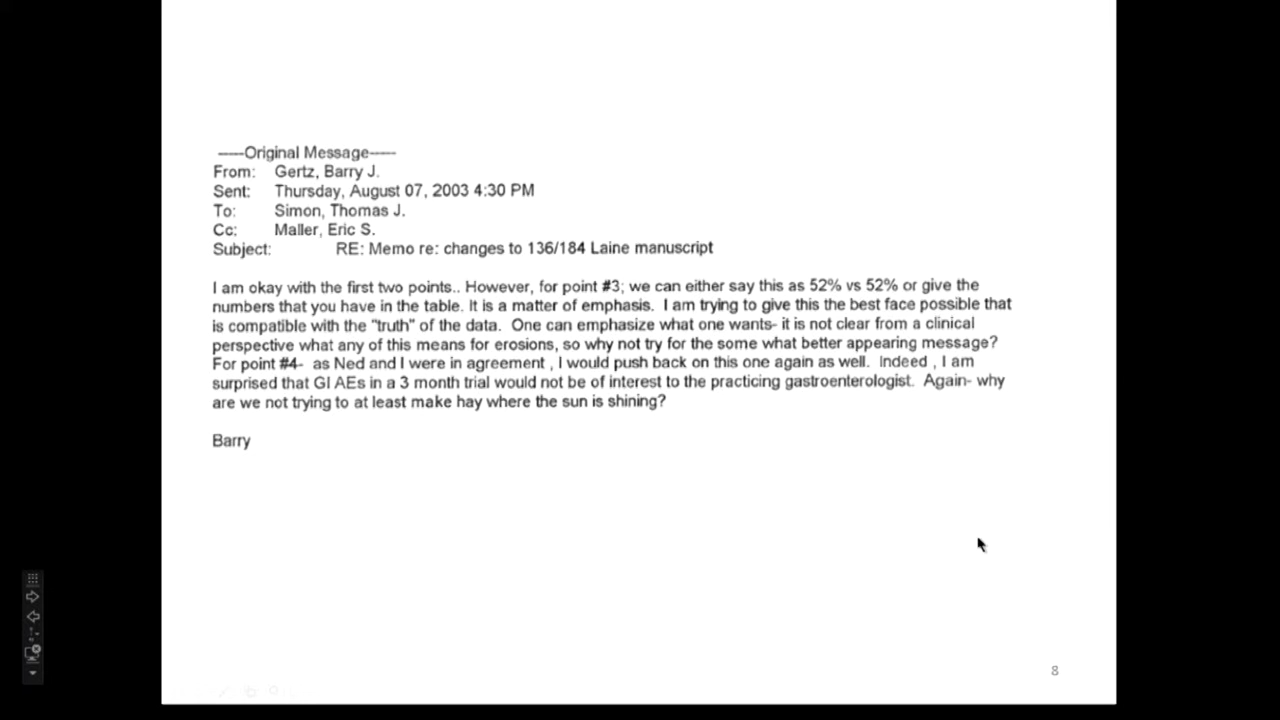 -----Original Message-----
From: Gertz, Barry J.
Sent: Thursday, August 07, 2003 4:30 PM
To: Simon, Thomas J.
Cc: Maller, Eric S.
Subject: RE: Memo re: changes to 136/184 Laine manuscript
I am okay with the first two points.. However, for point #3; we can either say this as 52% vs 52% or give the
numbers that you have in the table. It is a matter of emphasis. I am trying to give this the best face possible that
is compatible with the "truth" of the data. One can emphasize what one wants- it is not clear from a clinical
perspective what any of this means for erosions, so why not try for the some what better appearing message?
For point #4- as Ned and I were in agreement , I would push back on this one again as well. Indeed , I am
surprised that GI AEs in a 3 month trial would not be of interest to the practicing gastroenterologist. Again- why
are we not trying to at least make hay where the sun is shining?
Barry
8